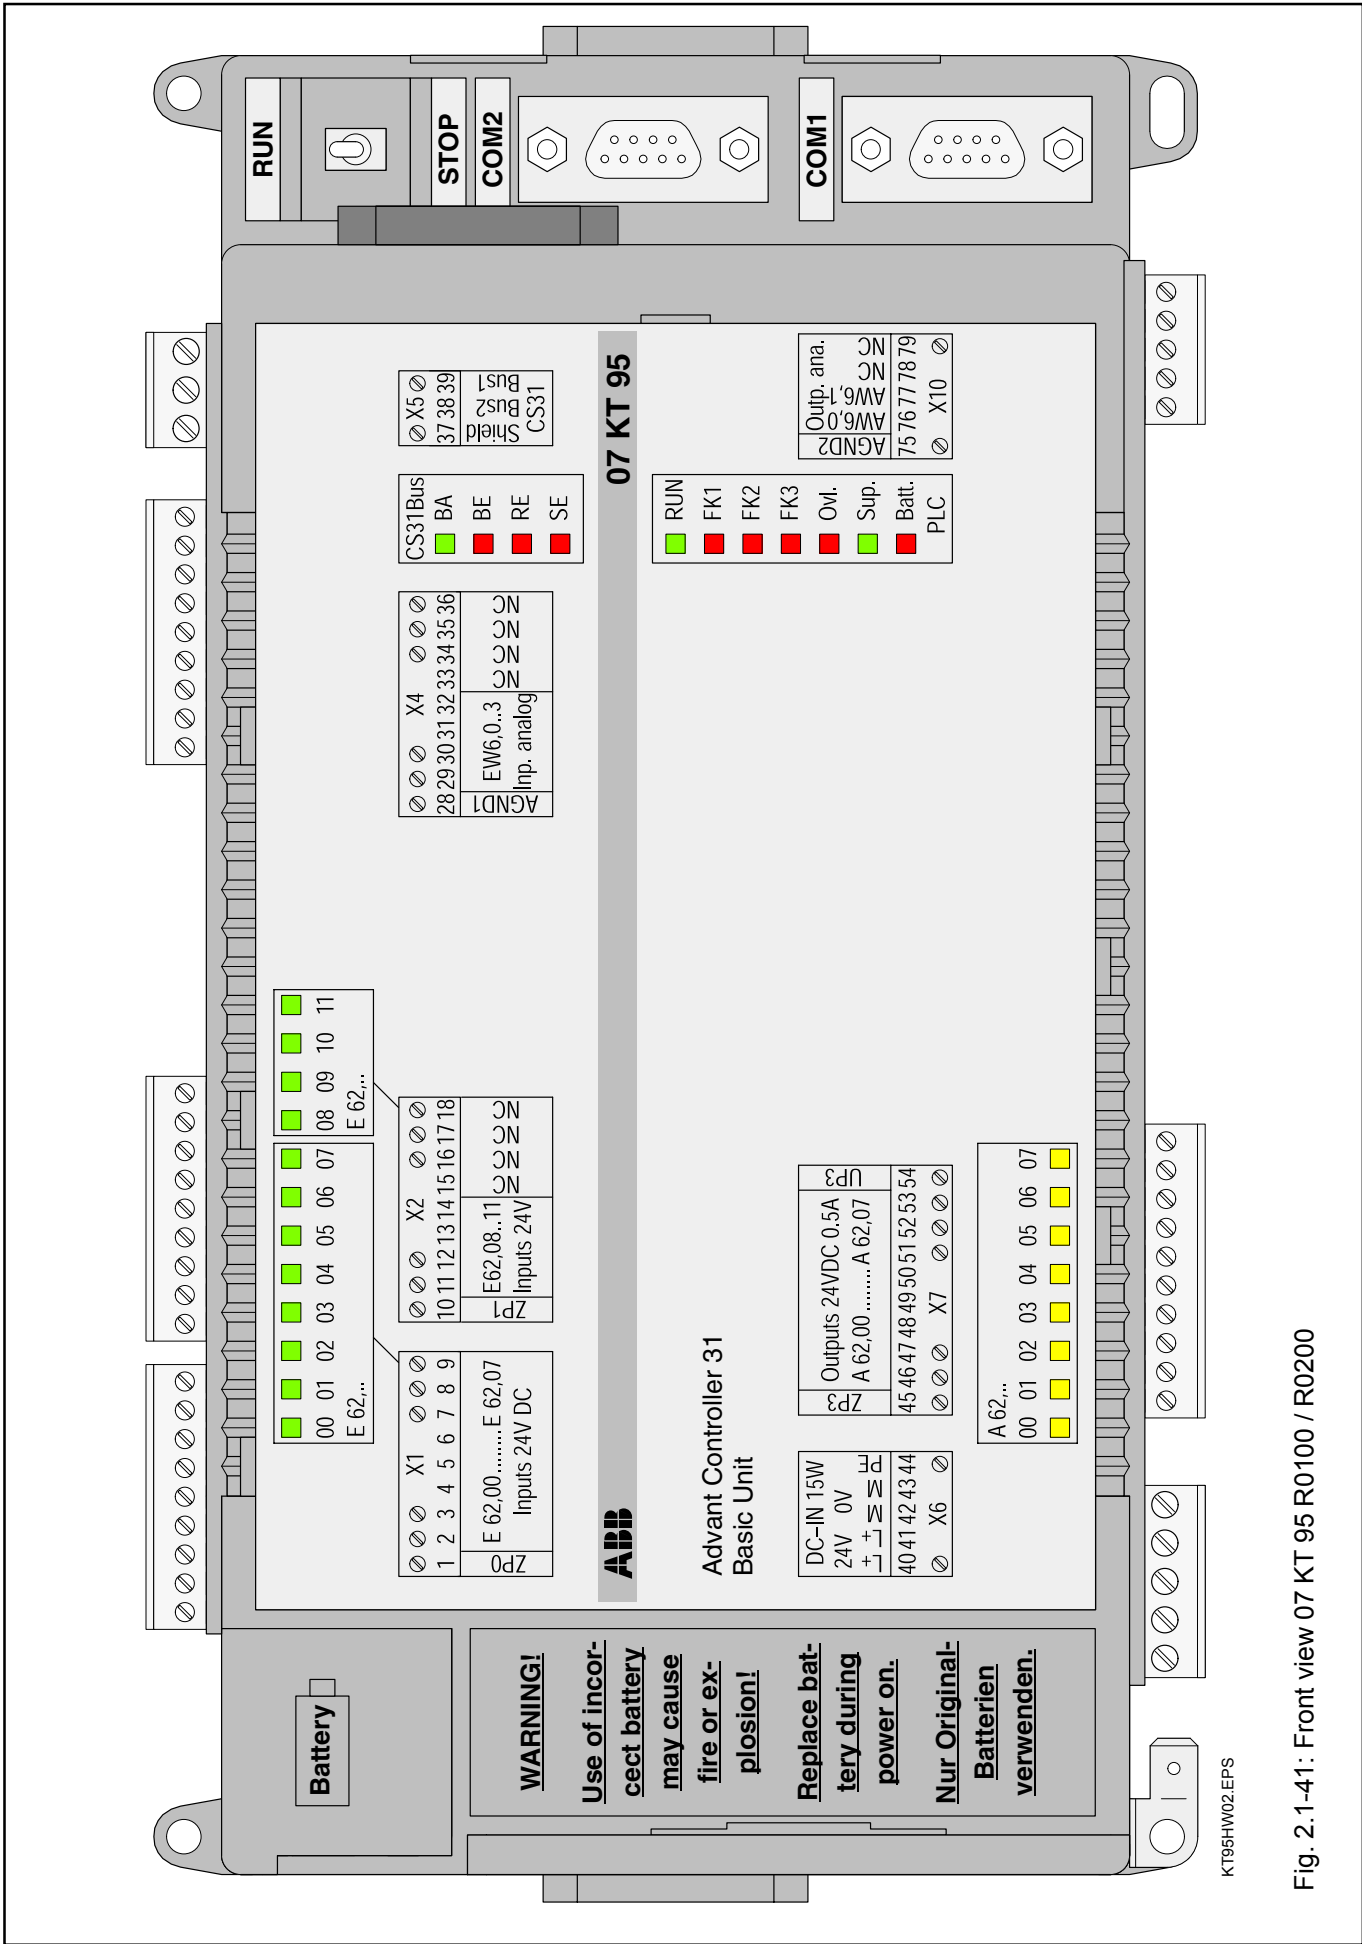 Battery
WARNING!
Use of incor-
cect battery
may cause
fire or ex-
plosion!
Replace bat-
tery during
power on.
Nur Original-
Batterien
verwenden.
00 01 02 03 04 05 06 07
E 62,..
08 09 10 11
E 62,..
X1
1 2 3 4 5 6 7 8 9
ZP0
E 62,00 ........ E 62,07
Inputs 24V DC
X2
10 11 12 13 14 15 16 17 18
ZP1
E62,08..11
Inputs 24V
NC NC NC NC
X4
28 29 30 31 32 33 34 35 36
AGND1
EW6,0..3
Inp. analog
NC NC NC NC
X5
37 38 39
Shield
Bus2
Bus1
CS31
CS31Bus
BA
BE
RE
SE
ABB
07 KT 95
Advant Controller 31
Basic Unit
RUN
FK1
FK2
FK3
Ovl.
Sup.
Batt.
PLC
DC-IN 15W
24V 0V
L+ L+ M M PE
40 41 42 43 44
X6
ZP3
Outputs 24VDC 0.5A
A 62,00 ......... A 62,07
UP3
45 46 47 48 49 50 51 52 53 54
X7
A 62,..
00 01 02 03 04 05 06 07
Outp. ana.
AGND2
AW6,0
AW6,1
NC
NC
75 76 77 78 79
X10
RUN
STOP
COM2
COM1
KT95HW02.EPS
Fig. 2.1-41: Front view 07 KT 95 R0100 / R0200